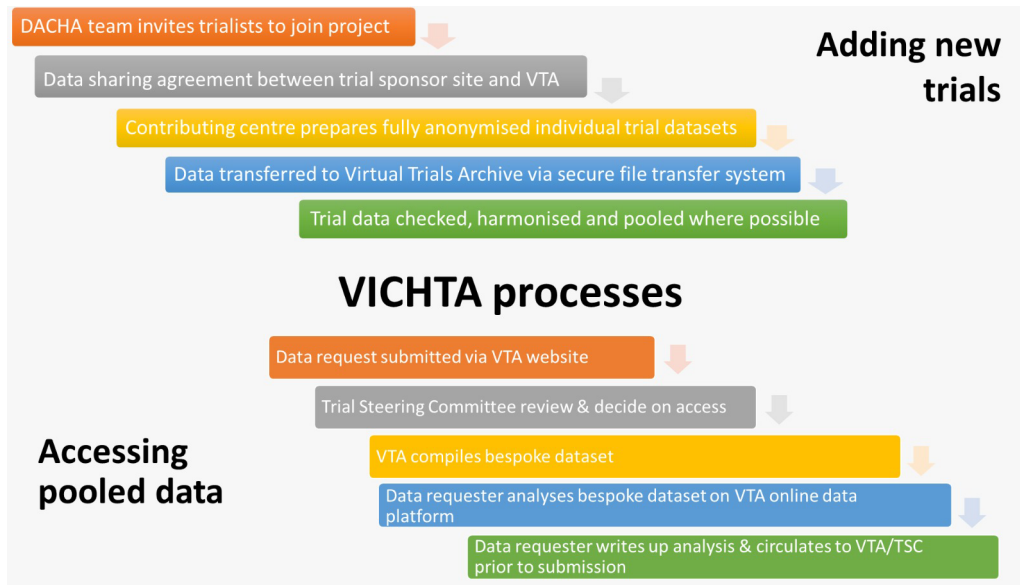 DACHA team invites trialists to join project
Adding new
trials
Data sharing agreement between trial sponsor site and VTA
Contributing centre prepares fully anonymised individual trial datasets
Data transferred to Virtual Trials Archive via secure file transfer system
Trial data checked, harmonised and pooled where possible
VICHTA processes
Data request submitted via VTA website
Trial Steering Committee review & decide on access
Accessing
pooled data
VTA compiles bespoke dataset
Data requester analyses bespoke dataset on VTA online data
platform
Data requester writes up analysis & circulates to VTA/TSC
prior to submission